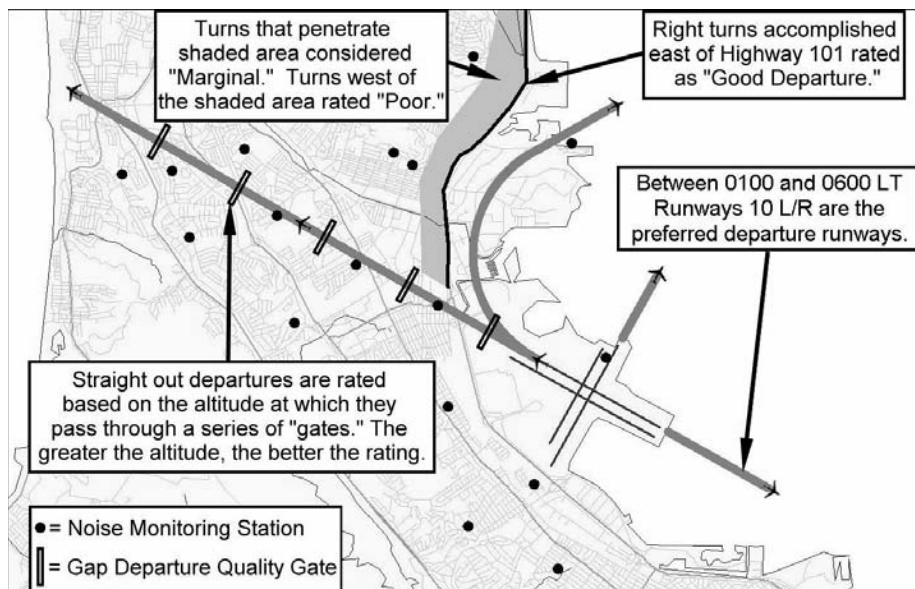 Turns that penetrate
shaded area considered
"Marginal." Turns west of
the shaded area rated "Poor."
Right turns accomplished
east of Highway 101 rated
as "Good Departure."
Between 0100 and 0600 LT
Runways 10 L/R are the
preferred departure runways.
Straight out departures are rated
based on the altitude at which they
pass through a series of "gates." The
greater the altitude, the better the rating.
= Noise Monitoring Station
= Gap Departure Quality Gate